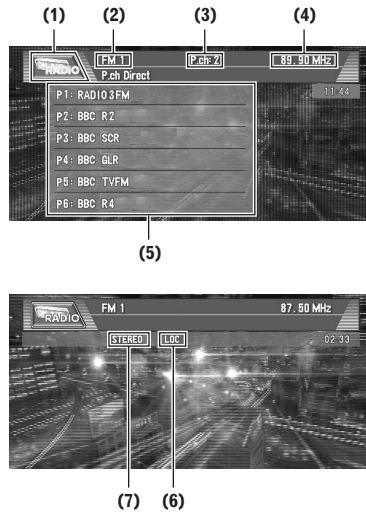 (1) (2) (3) (4)
RADIO FM 1 P.ch: 2 89.90 MHz
P.ch Direct
11:44
P1: RADIO3FM
P2: BBC R2
P3: BBC SCR
P4: BBC GLR
P5: BBC TVFM
P6: BBC R4
(5)
RADIO FM 1 87.50 MHz
STEREO LOC 02:33
(7) (6)